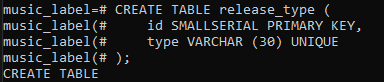 music_label=# CREATE TABLE release_type (
music_label(#     id SMALLSERIAL PRIMARY KEY,
music_label(#     type VARCHAR (30) UNIQUE
music_label(# );
CREATE TABLE